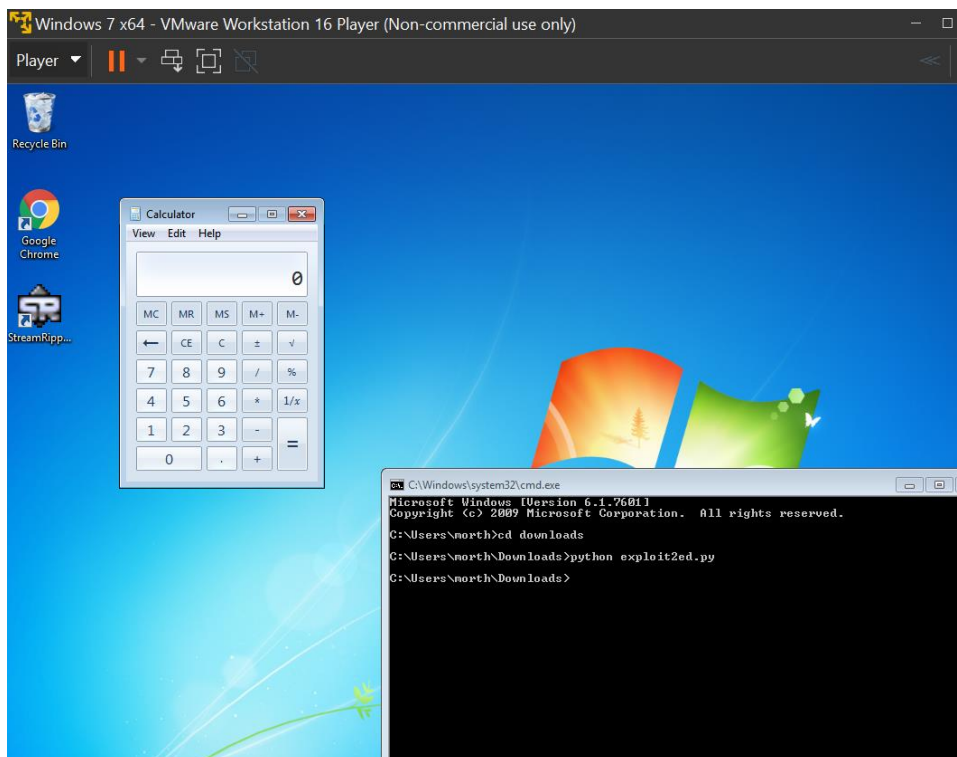 Windows 7 x64 - VMware Workstation 16 Player (Non-commercial use only)
Player
Recycle Bin
Google
Chrome
StreamRipp...
Calculator
View Edit Help
0
MC MR MS M+ M-
← CE C ± √
7 8 9 / %
4 5 6 * 1/x
1 2 3 - =
0 . +
C:\Windows\system32\cmd.exe
Microsoft Windows [Version 6.1.7601]
Copyright (c) 2009 Microsoft Corporation. All rights reserved.
C:\Users\north>cd downloads
C:\Users\north\Downloads>python exploit2ed.py
C:\Users\north\Downloads>